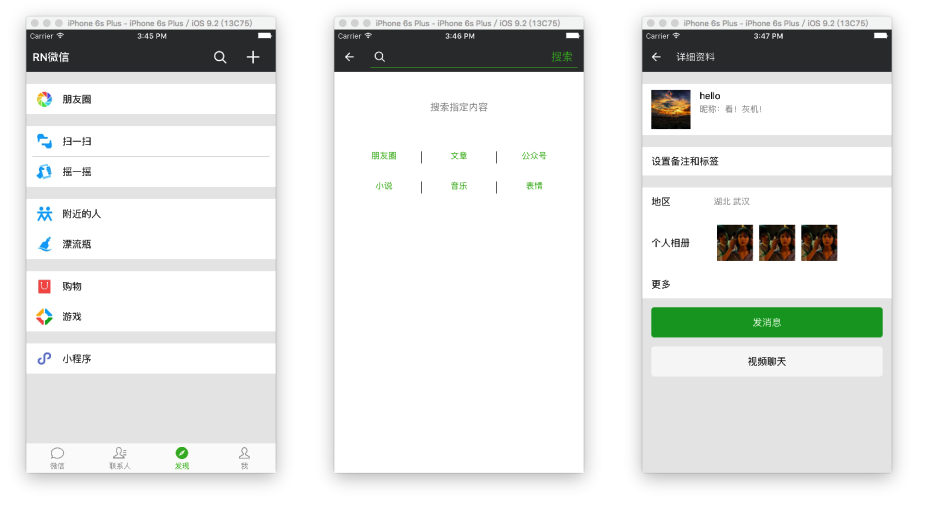 iPhone 6s Plus - iPhone 6s Plus / iOS 9.2 (13C75)
Carrier 3:45 PM
RN微信
朋友圈
扫一扫
摇一摇
附近的人
漂流瓶
购物
游戏
小程序
微信 联系人 发现 我
iPhone 6s Plus - iPhone 6s Plus / iOS 9.2 (13C75)
Carrier 3:46 PM
搜索
搜索指定内容
朋友圈 文章 公众号
小说 音乐 表情
iPhone 6s Plus - iPhone 6s Plus / iOS 9.2 (13C75)
Carrier 3:47 PM
详细资料
hello
昵称：看！灰机！
设置备注和标签
地区 湖北 武汉
个人相册
更多
发消息
视频聊天